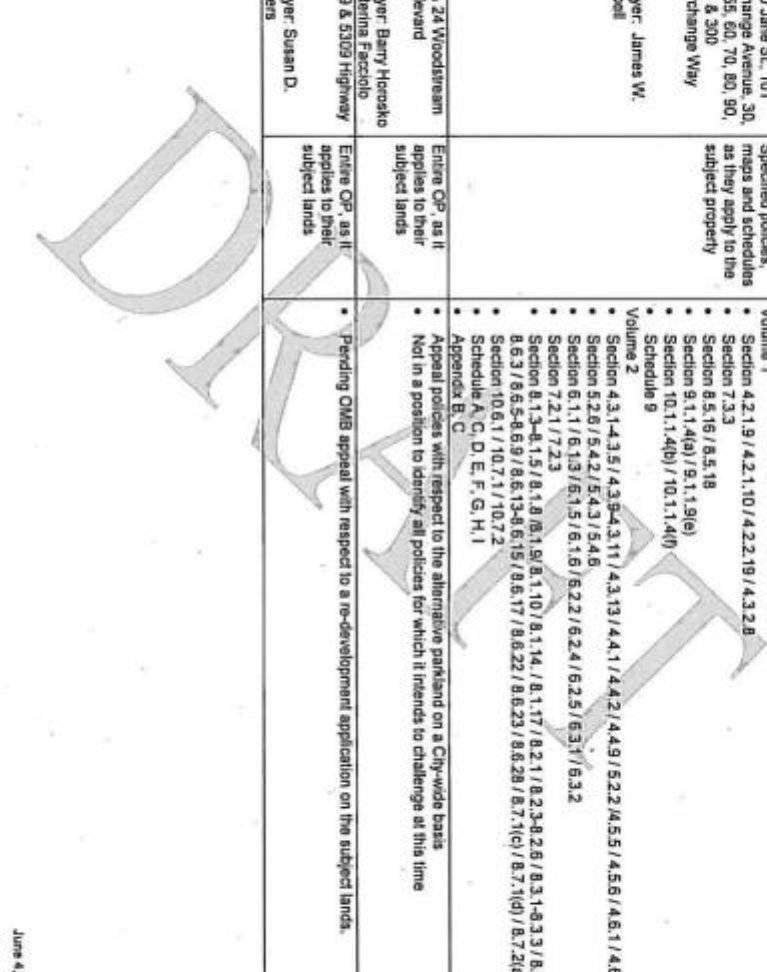 Jane St., 101
hange Avenue, 30,
55, 60, 70, 80, 90,
& 300
rchange Way
yer: James W.
Specified policies,
maps and schedules
as they apply to the
subject property
Volume 1
• Section 4.2.1.9 / 4.2.1.10 / 4.2.2.19 / 4.3.2.8
• Section 7.3.3
• Section 8.5.16 / 8.5.18
• Section 9.1.1.4(a) / 9.1.1.9(e)
• Section 10.1.1.4(b) / 10.1.1.4(f)
• Schedule 9
Volume 2
• Section 4.3.1-4.3.5 / 4.3.9-4.3.11 / 4.3.13 / 4.4.1 / 4.4.2 / 4.4.9 / 5.2.2 /4.5.5 / 4.5.6 / 4.6.1 / 4.6
• Section 5.2.6 / 5.4.2 / 5.4.3 / 5.4.6
• Section 6.1.1 / 6.1.3 / 6.1.5 / 6.1.6 / 6.2.2 / 6.2.4 / 6.2.5 / 6.3.1 / 6.3.2
• Section 7.2.1 / 7.2.3
• Section 8.1.3-8.1.5 / 8.1.8 /8.1.9/ 8.1.10 / 8.1.14. / 8.1.17 / 8.2.1 / 8.2.3-8.2.6 / 8.3.1-8.3.3 / 8.
8.6.3 / 8.6.5-8.6.9 / 8.6.13-8.6.15 / 8.6.17 / 8.6.22 / 8.6.23 / 8.6.28 / 8.7.1(c) / 8.7.1(d) / 8.7.2(
• Section 10.6.1 / 10.7.1 / 10.7.2
• Schedule A, C, D, E, F, G, H, I
• Appendix B, C
, 24 Woodstream
levard
yer: Barry Horosko
terina Facciolo
Entire OP, as it
applies to their
subject lands
• Appeal policies with respect to the alternative parkland on a City-wide basis
• Not in a position to identify all policies for which it intends to challenge at this time
9 & 5309 Highway
yer: Susan D.
ers
Entire OP, as it
applies to their
subject lands
• Pending OMB appeal with respect to a re-development application on the subject lands.
DRAFT
June 4,